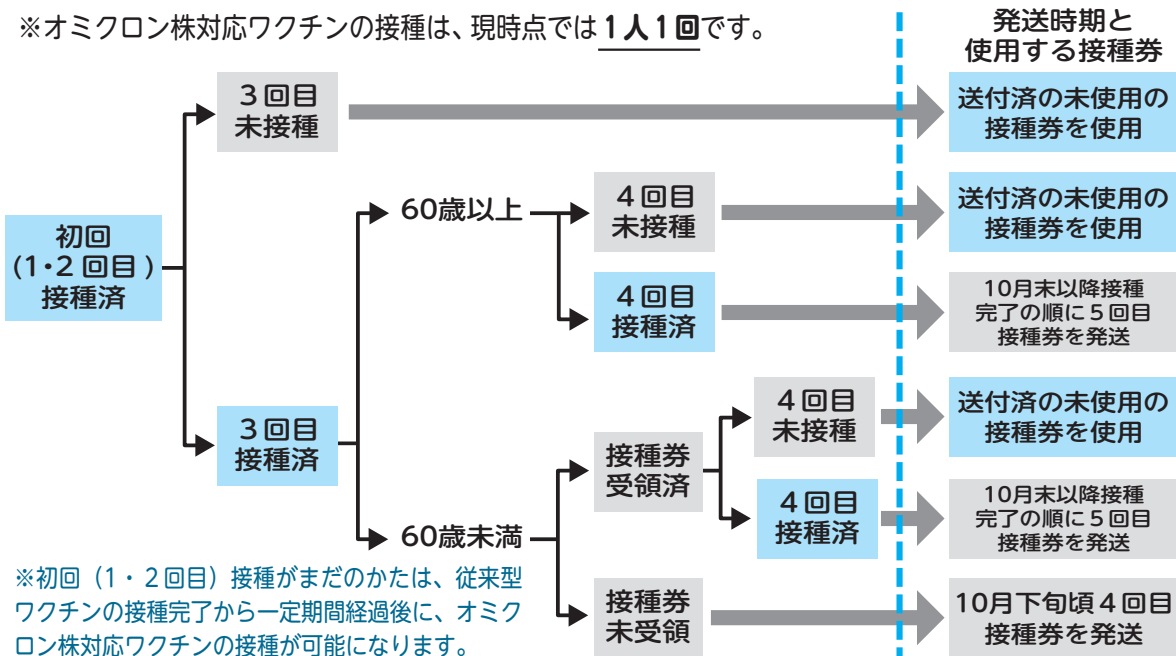 ※オミクロン株対応ワクチンの接種は、現時点では1人1回です。
発送時期と
使用する接種券
3回目
未接種
送付済の未使用の
接種券を使用
60歳以上
4回目
未接種
送付済の未使用の
接種券を使用
初回
(1・2回目)
接種済
4回目
接種済
10月末以降接種
完了の順に5回目
接種券を発送
3回目
接種済
4回目
未接種
送付済の未使用の
接種券を使用
接種券
受領済
4回目
接種済
10月末以降接種
完了の順に5回目
接種券を発送
60歳未満
接種券
未受領
10月下旬頃4回目
接種券を発送
※初回（1・2回目）接種がまだのかたは、従来型
ワクチンの接種完了から一定期間経過後に、オミク
ロン株対応ワクチンの接種が可能になります。